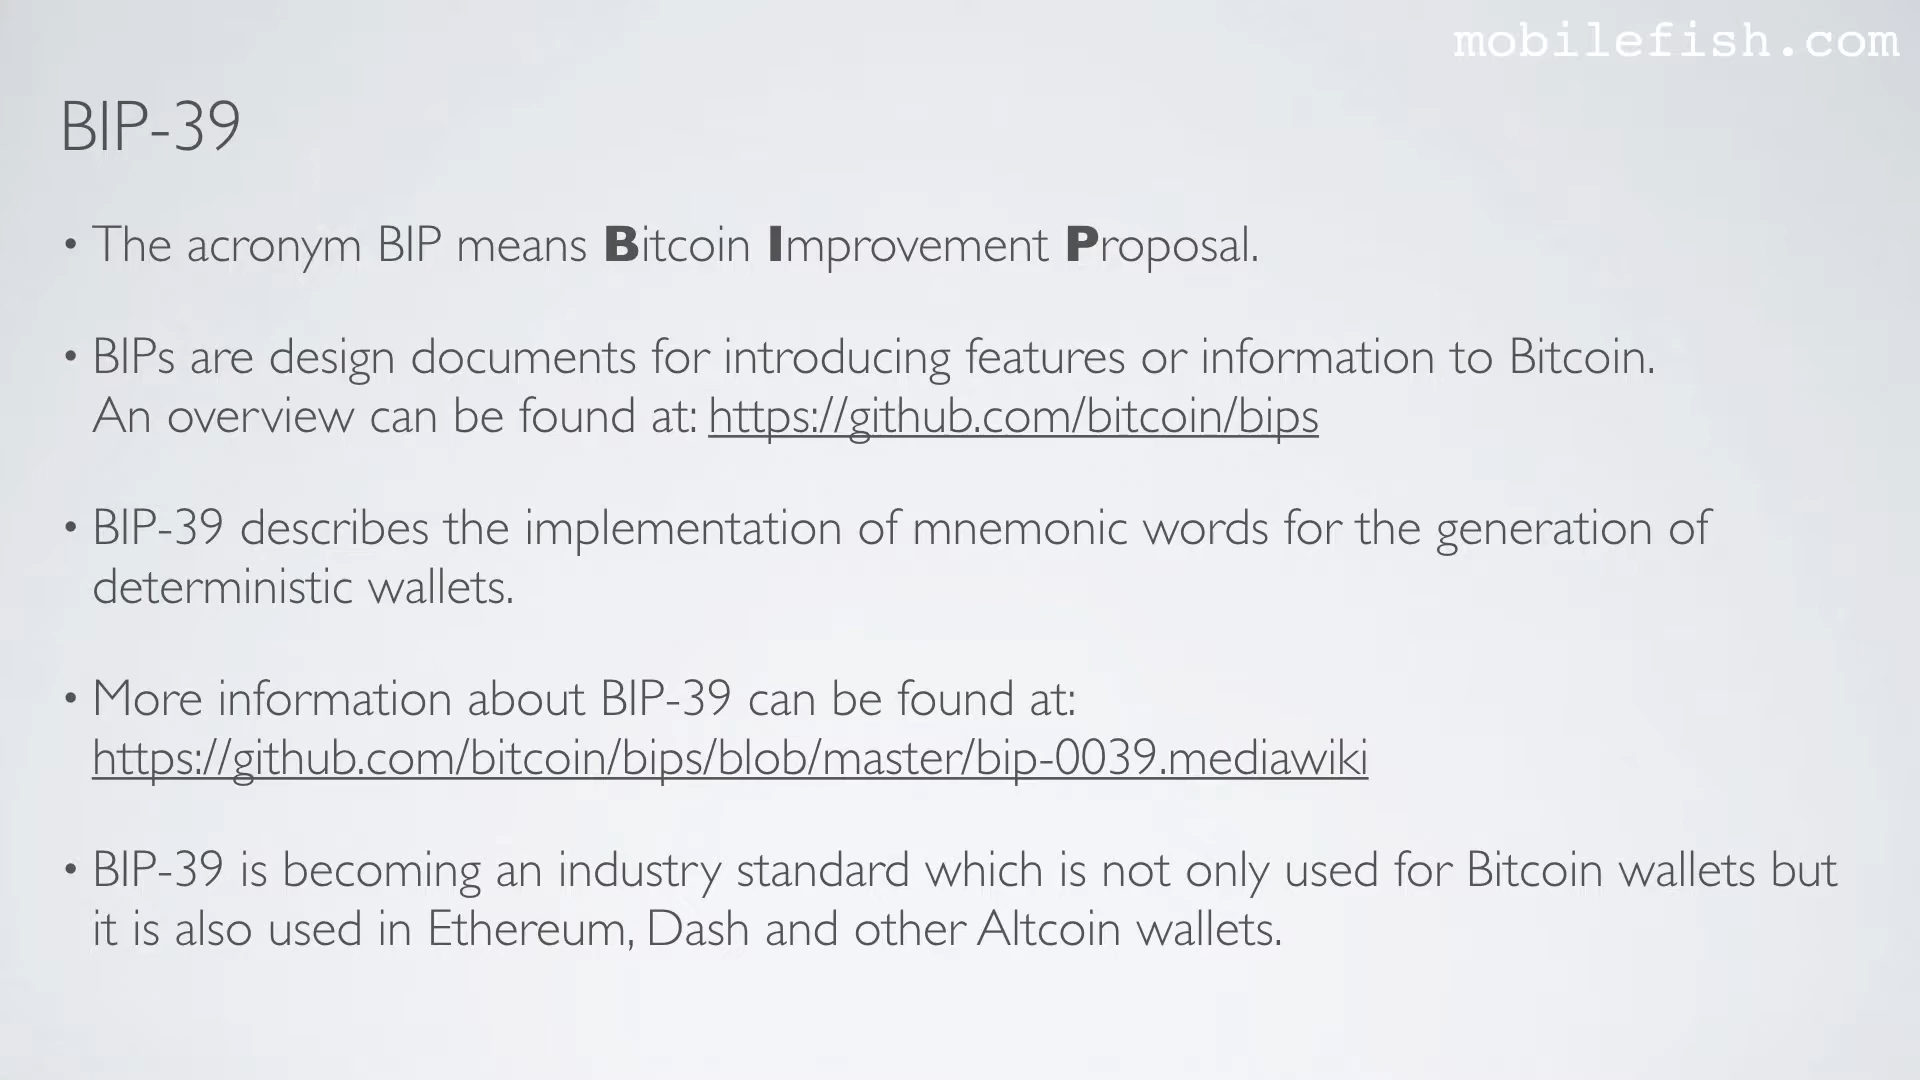 mobilefish.com
BIP-39
• The acronym BIP means Bitcoin Improvement Proposal.
• BIPs are design documents for introducing features or information to Bitcoin.
An overview can be found at: https://github.com/bitcoin/bips
• BIP-39 describes the implementation of mnemonic words for the generation of
deterministic wallets.
• More information about BIP-39 can be found at:
https://github.com/bitcoin/bips/blob/master/bip-0039.mediawiki
• BIP-39 is becoming an industry standard which is not only used for Bitcoin wallets but
it is also used in Ethereum, Dash and other Altcoin wallets.